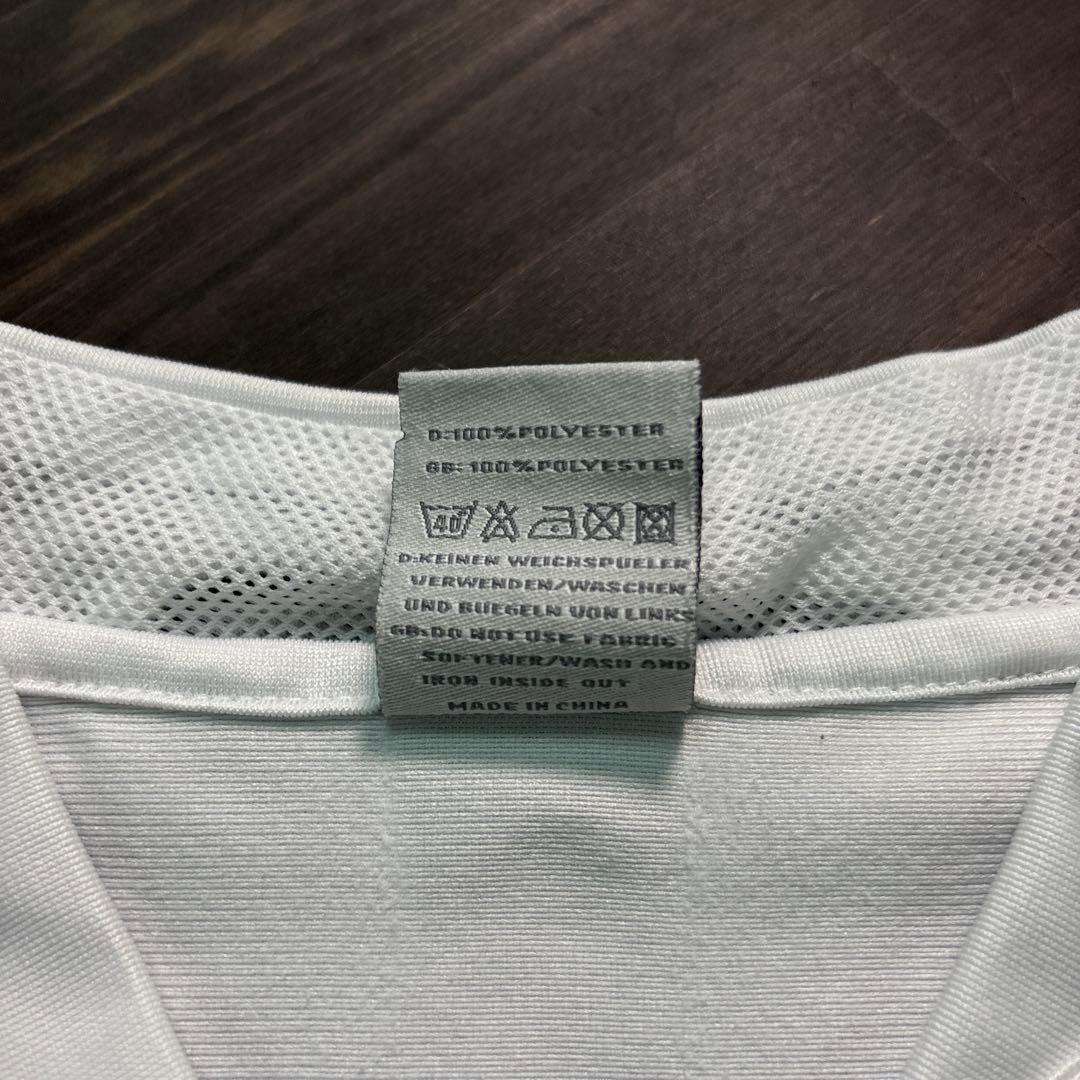 D:100%POLYESTER
GB:100%POLYESTER
40
D:KEINEN WEICHSPUELER
VERWENDEN/WASCHEN
UND BUEGELN VON LINKS
GB:DO NOT USE FABRIC
SOFTENER/WASH AND
IRON INSIDE OUT
MADE IN CHINA